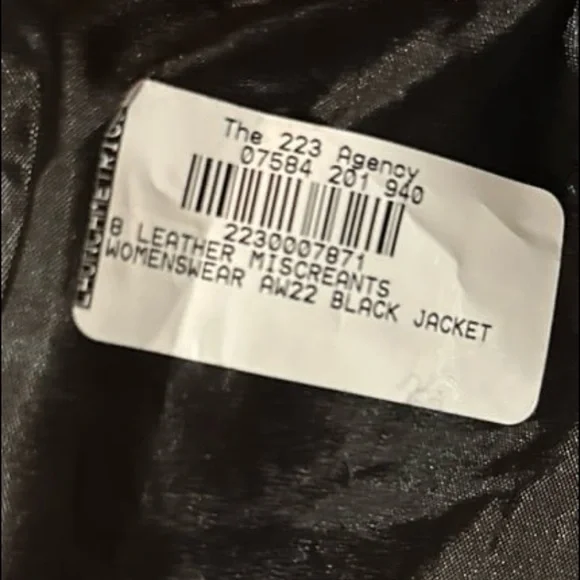 The 223 Agency
07584 201 940
2230007871
8 LEATHER MISCREANTS
WOMENSWEAR AW22 BLACK JACKET